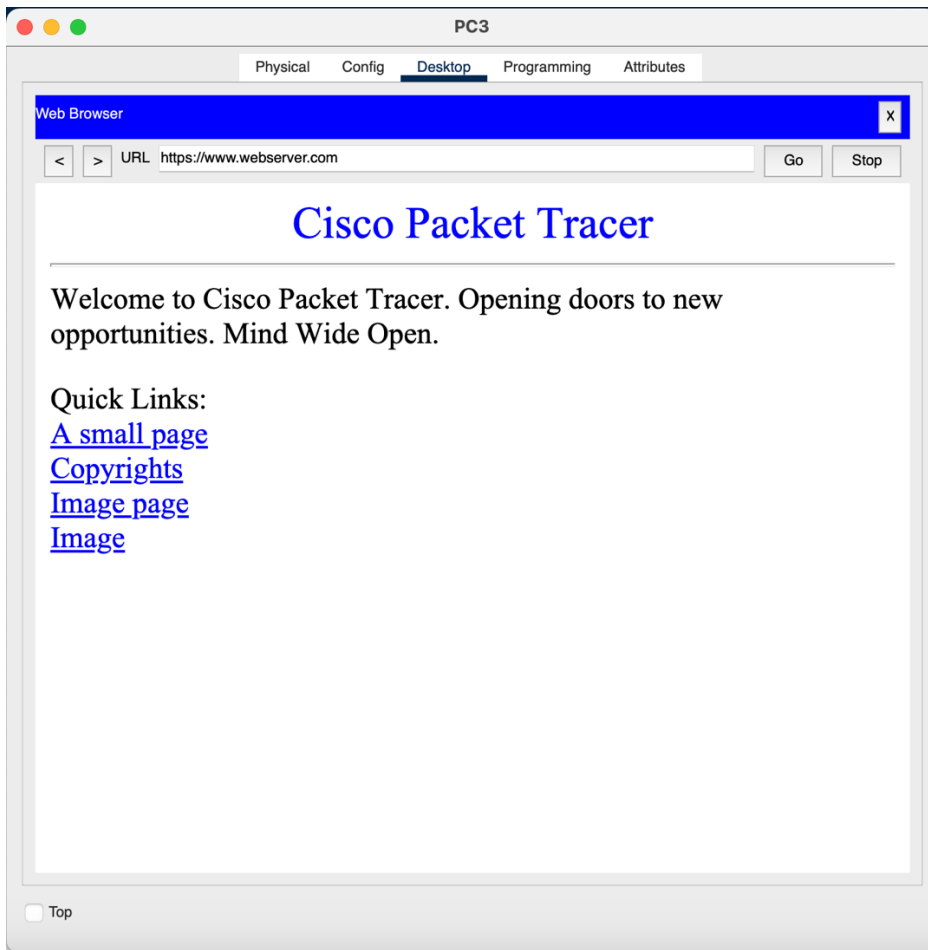 PC3
Physical Config Desktop Programming Attributes
Web Browser X
< > URL https://www.webserver.com Go Stop
Cisco Packet Tracer
Welcome to Cisco Packet Tracer. Opening doors to new
opportunities. Mind Wide Open.
Quick Links:
A small page
Copyrights
Image page
Image
Top